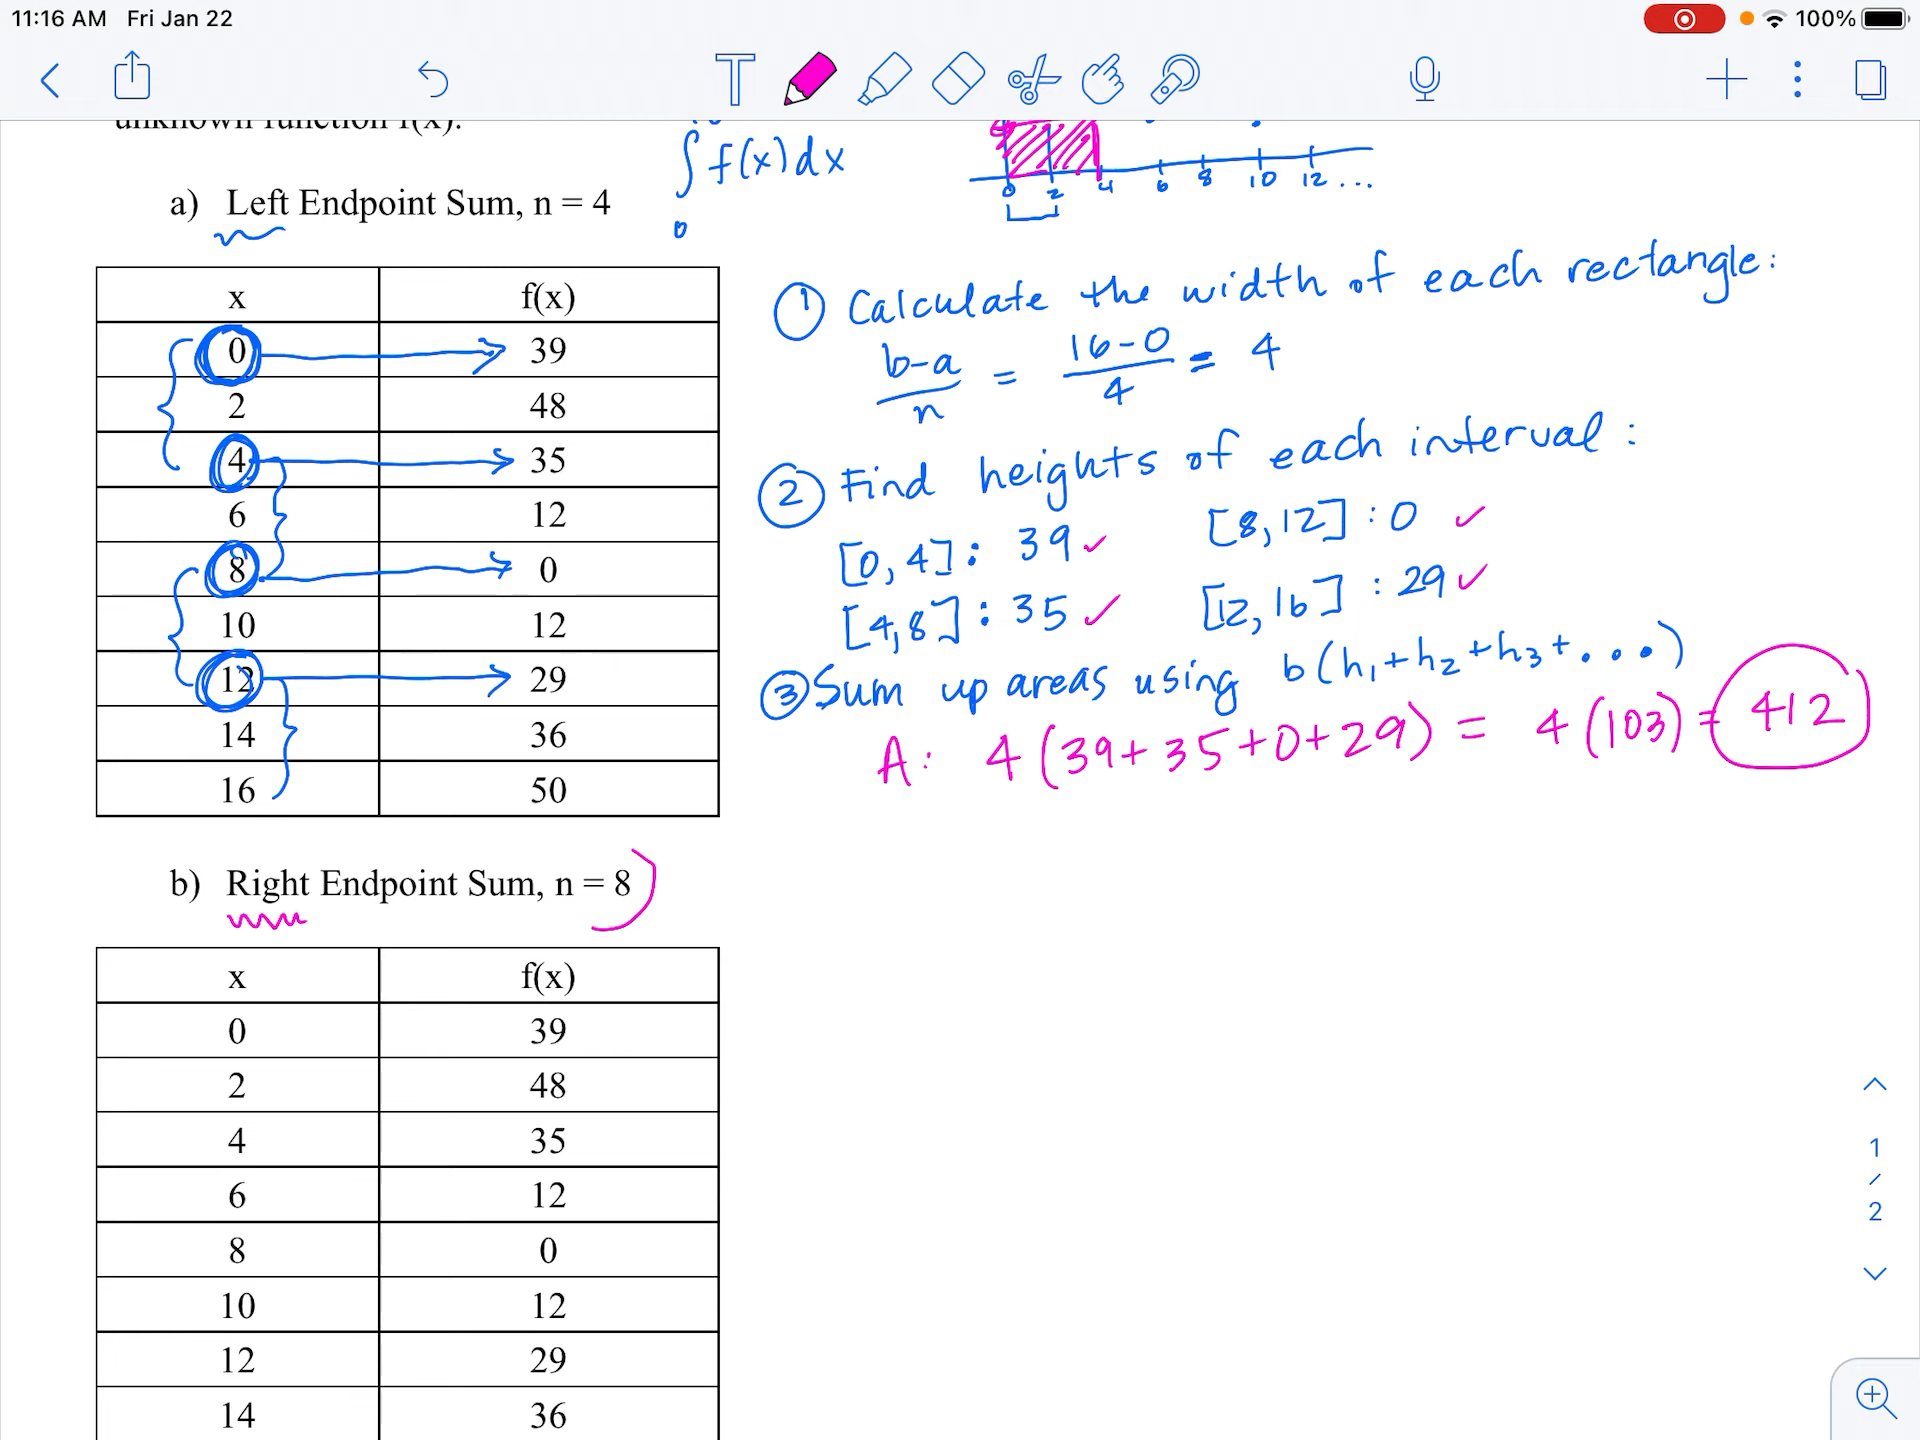 11:16 AM Fri Jan 22
100%
unknown function f(x).
∫ f(x)dx
0
0 2 4 6 8 10 12 ...
a) Left Endpoint Sum, n = 4
x f(x)
0 39
2 48
4 35
6 12
8 0
10 12
12 29
14 36
16 50
① Calculate the width of each rectangle:
b-a/n = 16-0/4 = 4
② Find heights of each interval:
[0,4]: 39 ✓ [8,12]: 0 ✓
[4,8]: 35 ✓ [12,16]: 29 ✓
③ Sum up areas using b(h₁+h₂+h₃+...)
A: 4(39+35+0+29) = 4(103) = 412
b) Right Endpoint Sum, n = 8
x f(x)
0 39
2 48
4 35
6 12
8 0
10 12
12 29
14 36
1
/
2